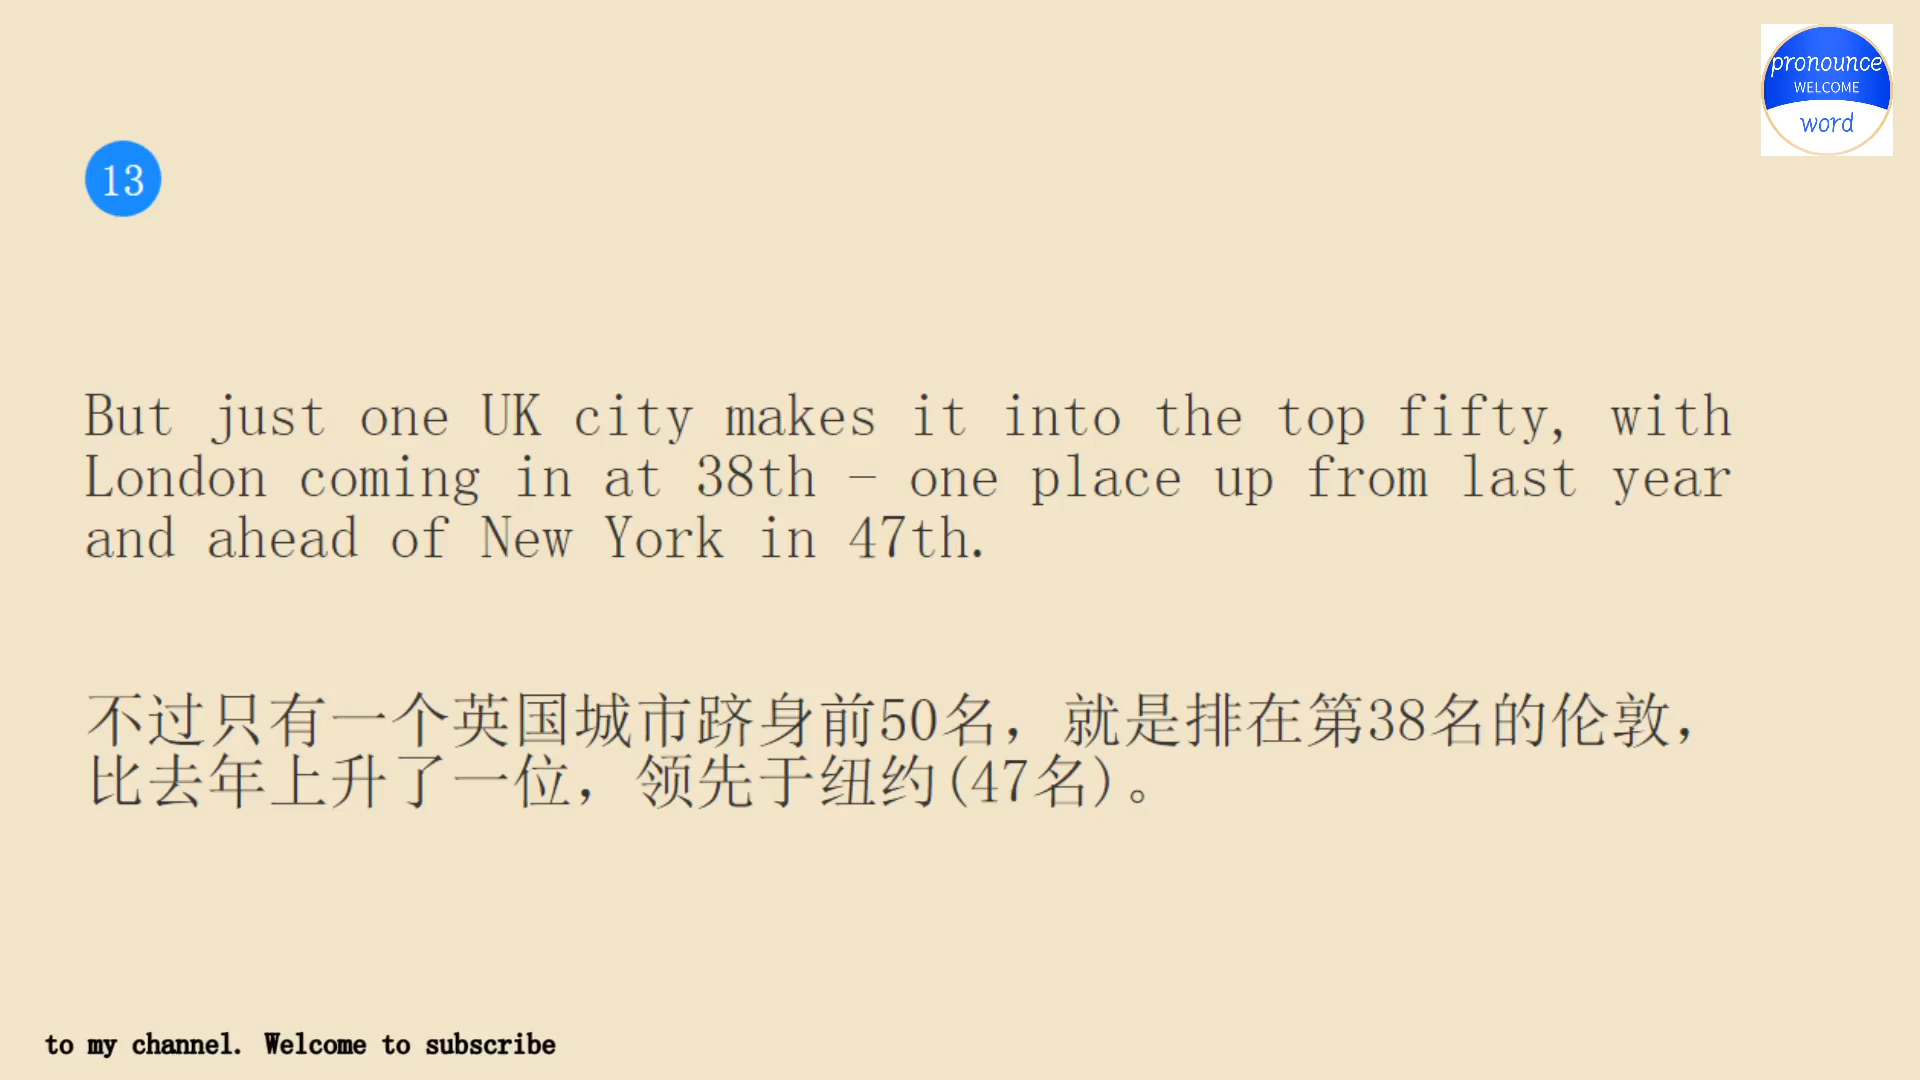 pronounce
WELCOME
word
13
But just one UK city makes it into the top fifty, with
London coming in at 38th – one place up from last year
and ahead of New York in 47th.
不过只有一个英国城市跻身前50名，就是排在第38名的伦敦，
比去年上升了一位，领先于纽约(47名)。
to my channel. Welcome to subscribe